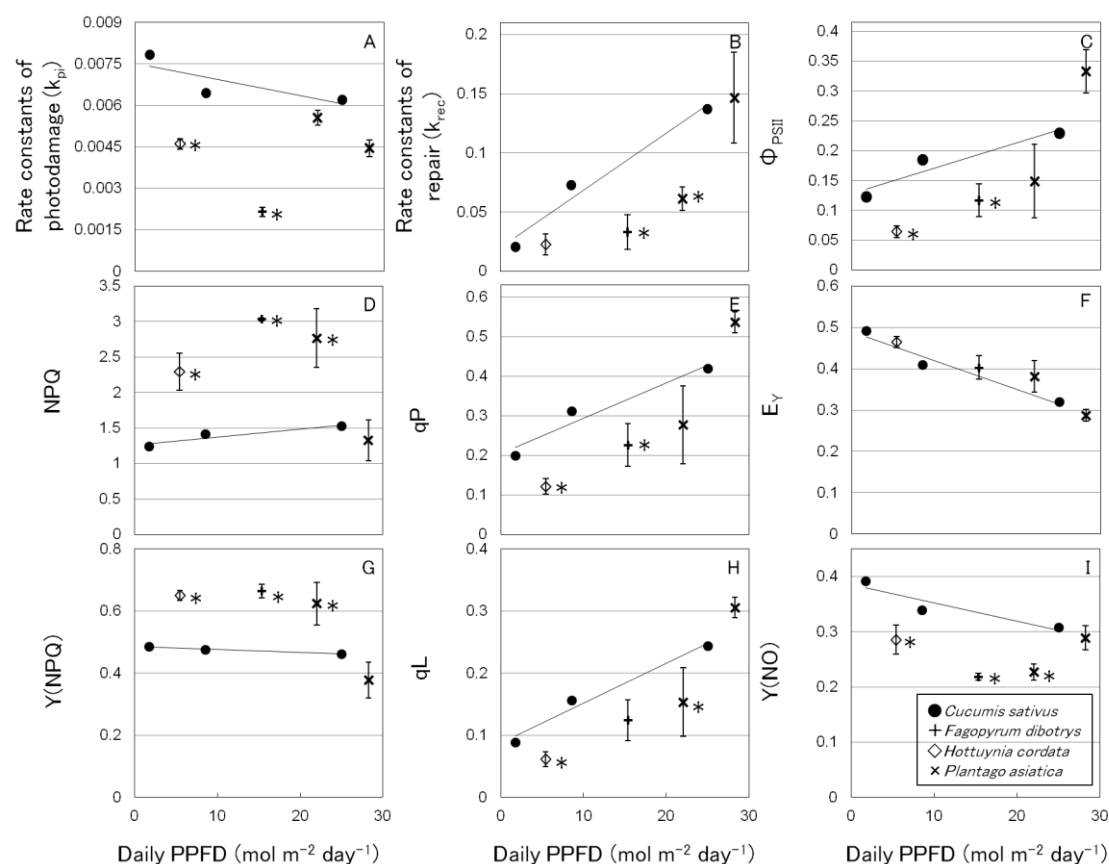 A
Rate constants of
photodamage (kpi)
0.009
0.0075
0.006
0.0045
0.003
0.0015
0
*
*
B
Rate constants of
repair (krec)
0.2
0.15
0.1
0.05
0
*
*
*
C
ΦPSII
0.4
0.35
0.3
0.25
0.2
0.15
0.1
0.05
0
*
*
D
NPQ
3.5
3
2.5
2
1.5
1
0.5
0
*
*
*
E
qP
0.6
0.5
0.4
0.3
0.2
0.1
0
*
*
F
EY
0.6
0.5
0.4
0.3
0.2
0.1
0
G
Y(NPQ)
0.8
0.6
0.4
0.2
0
*
*
*
0 10 20 30
Daily PPFD (mol m−2 day−1)
H
qL
0.4
0.3
0.2
0.1
0
*
*
0 10 20 30
Daily PPFD (mol m−2 day−1)
I
Y(NO)
0.4
0.3
0.2
0.1
0
*
*
*
Cucumis sativus
Fagopyrum dibotrys
Hottuynia cordata
Plantago asiatica
0 10 20 30
Daily PPFD (mol m−2 day−1)